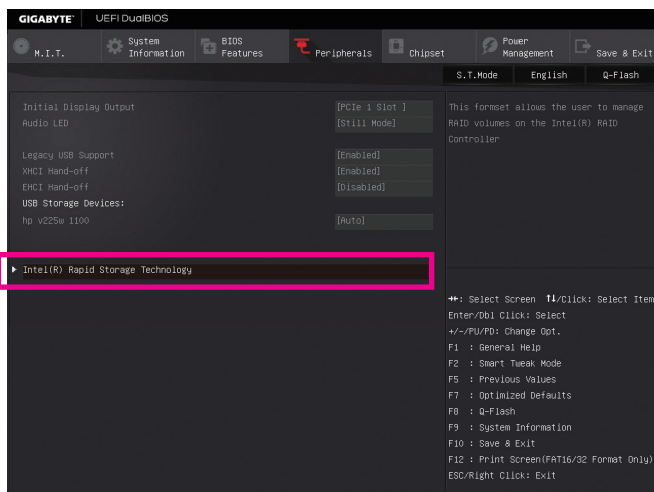 GIGABYTE™ UEFI DualBIOS
M.I.T. System Information BIOS Features Peripherals Chipset Power Management Save & Exit
S.T.Mode English Q-Flash
Initial Display Output [PCIe 1 Slot ]
Audio LED [Still Mode]
Legacy USB Support [Enabled]
XHCI Hand-off [Enabled]
EHCI Hand-off [Disabled]
USB Storage Devices:
hp v225w 1100 [Auto]
Intel(R) Rapid Storage Technology
This formset allows the user to manage
RAID volumes on the Intel(R) RAID
Controller
→←: Select Screen ↑↓/Click: Select Item
Enter/Dbl Click: Select
+/-/PU/PD: Change Opt.
F1 : General Help
F2 : Smart Tweak Mode
F5 : Previous Values
F7 : Optimized Defaults
F8 : Q-Flash
F9 : System Information
F10 : Save & Exit
F12 : Print Screen(FAT16/32 Format Only)
ESC/Right Click: Exit